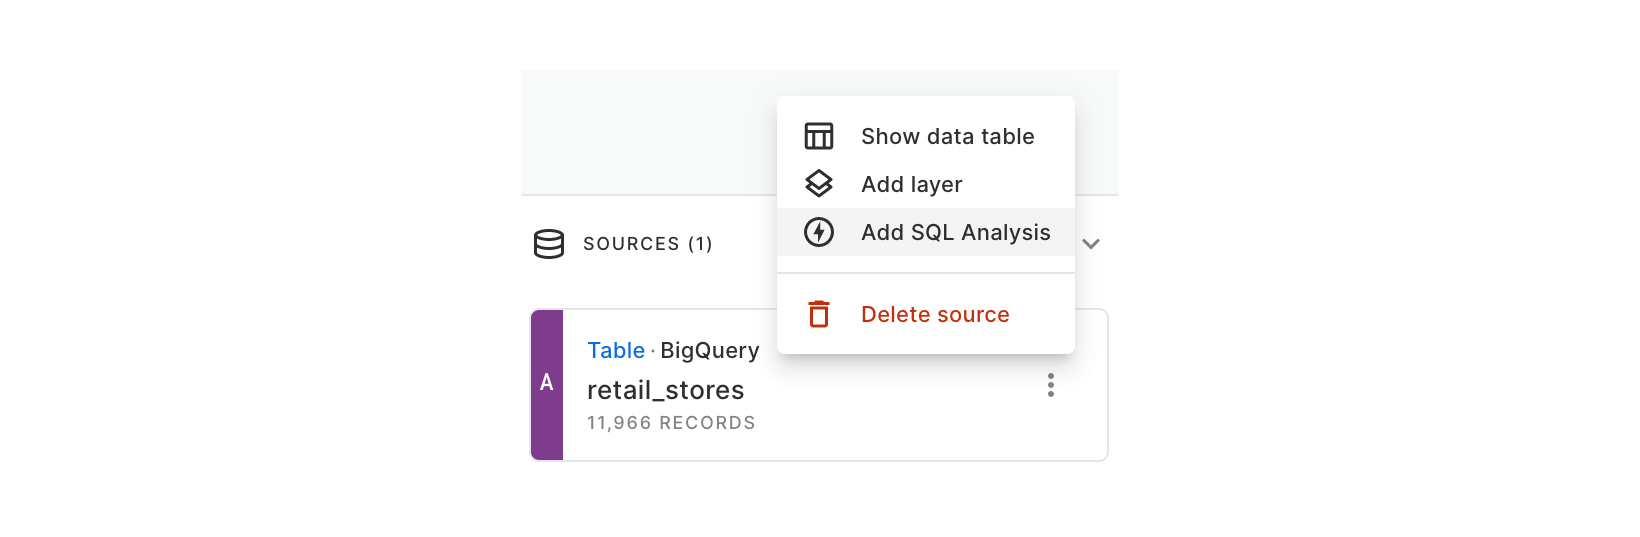 Show data table
Add layer
Add SQL Analysis
Delete source
SOURCES (1)
A
Table · BigQuery
retail_stores
11,966 RECORDS